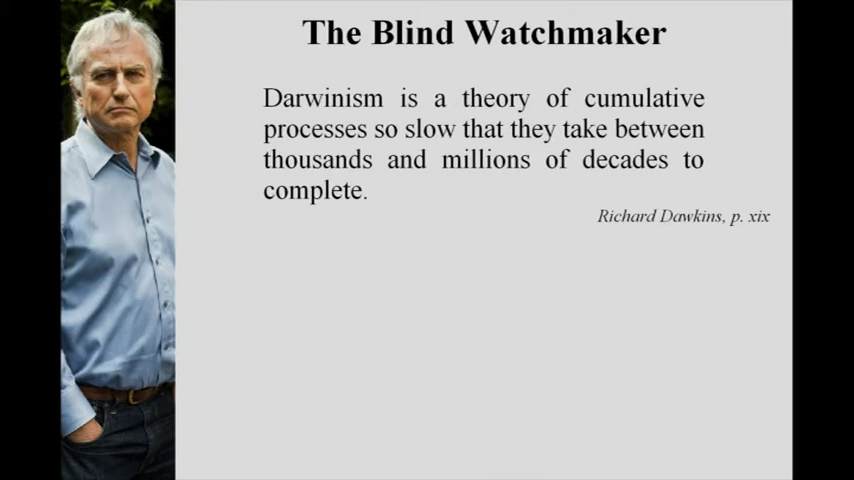 The Blind Watchmaker
Darwinism is a theory of cumulative
processes so slow that they take between
thousands and millions of decades to
complete.
Richard Dawkins, p. xix